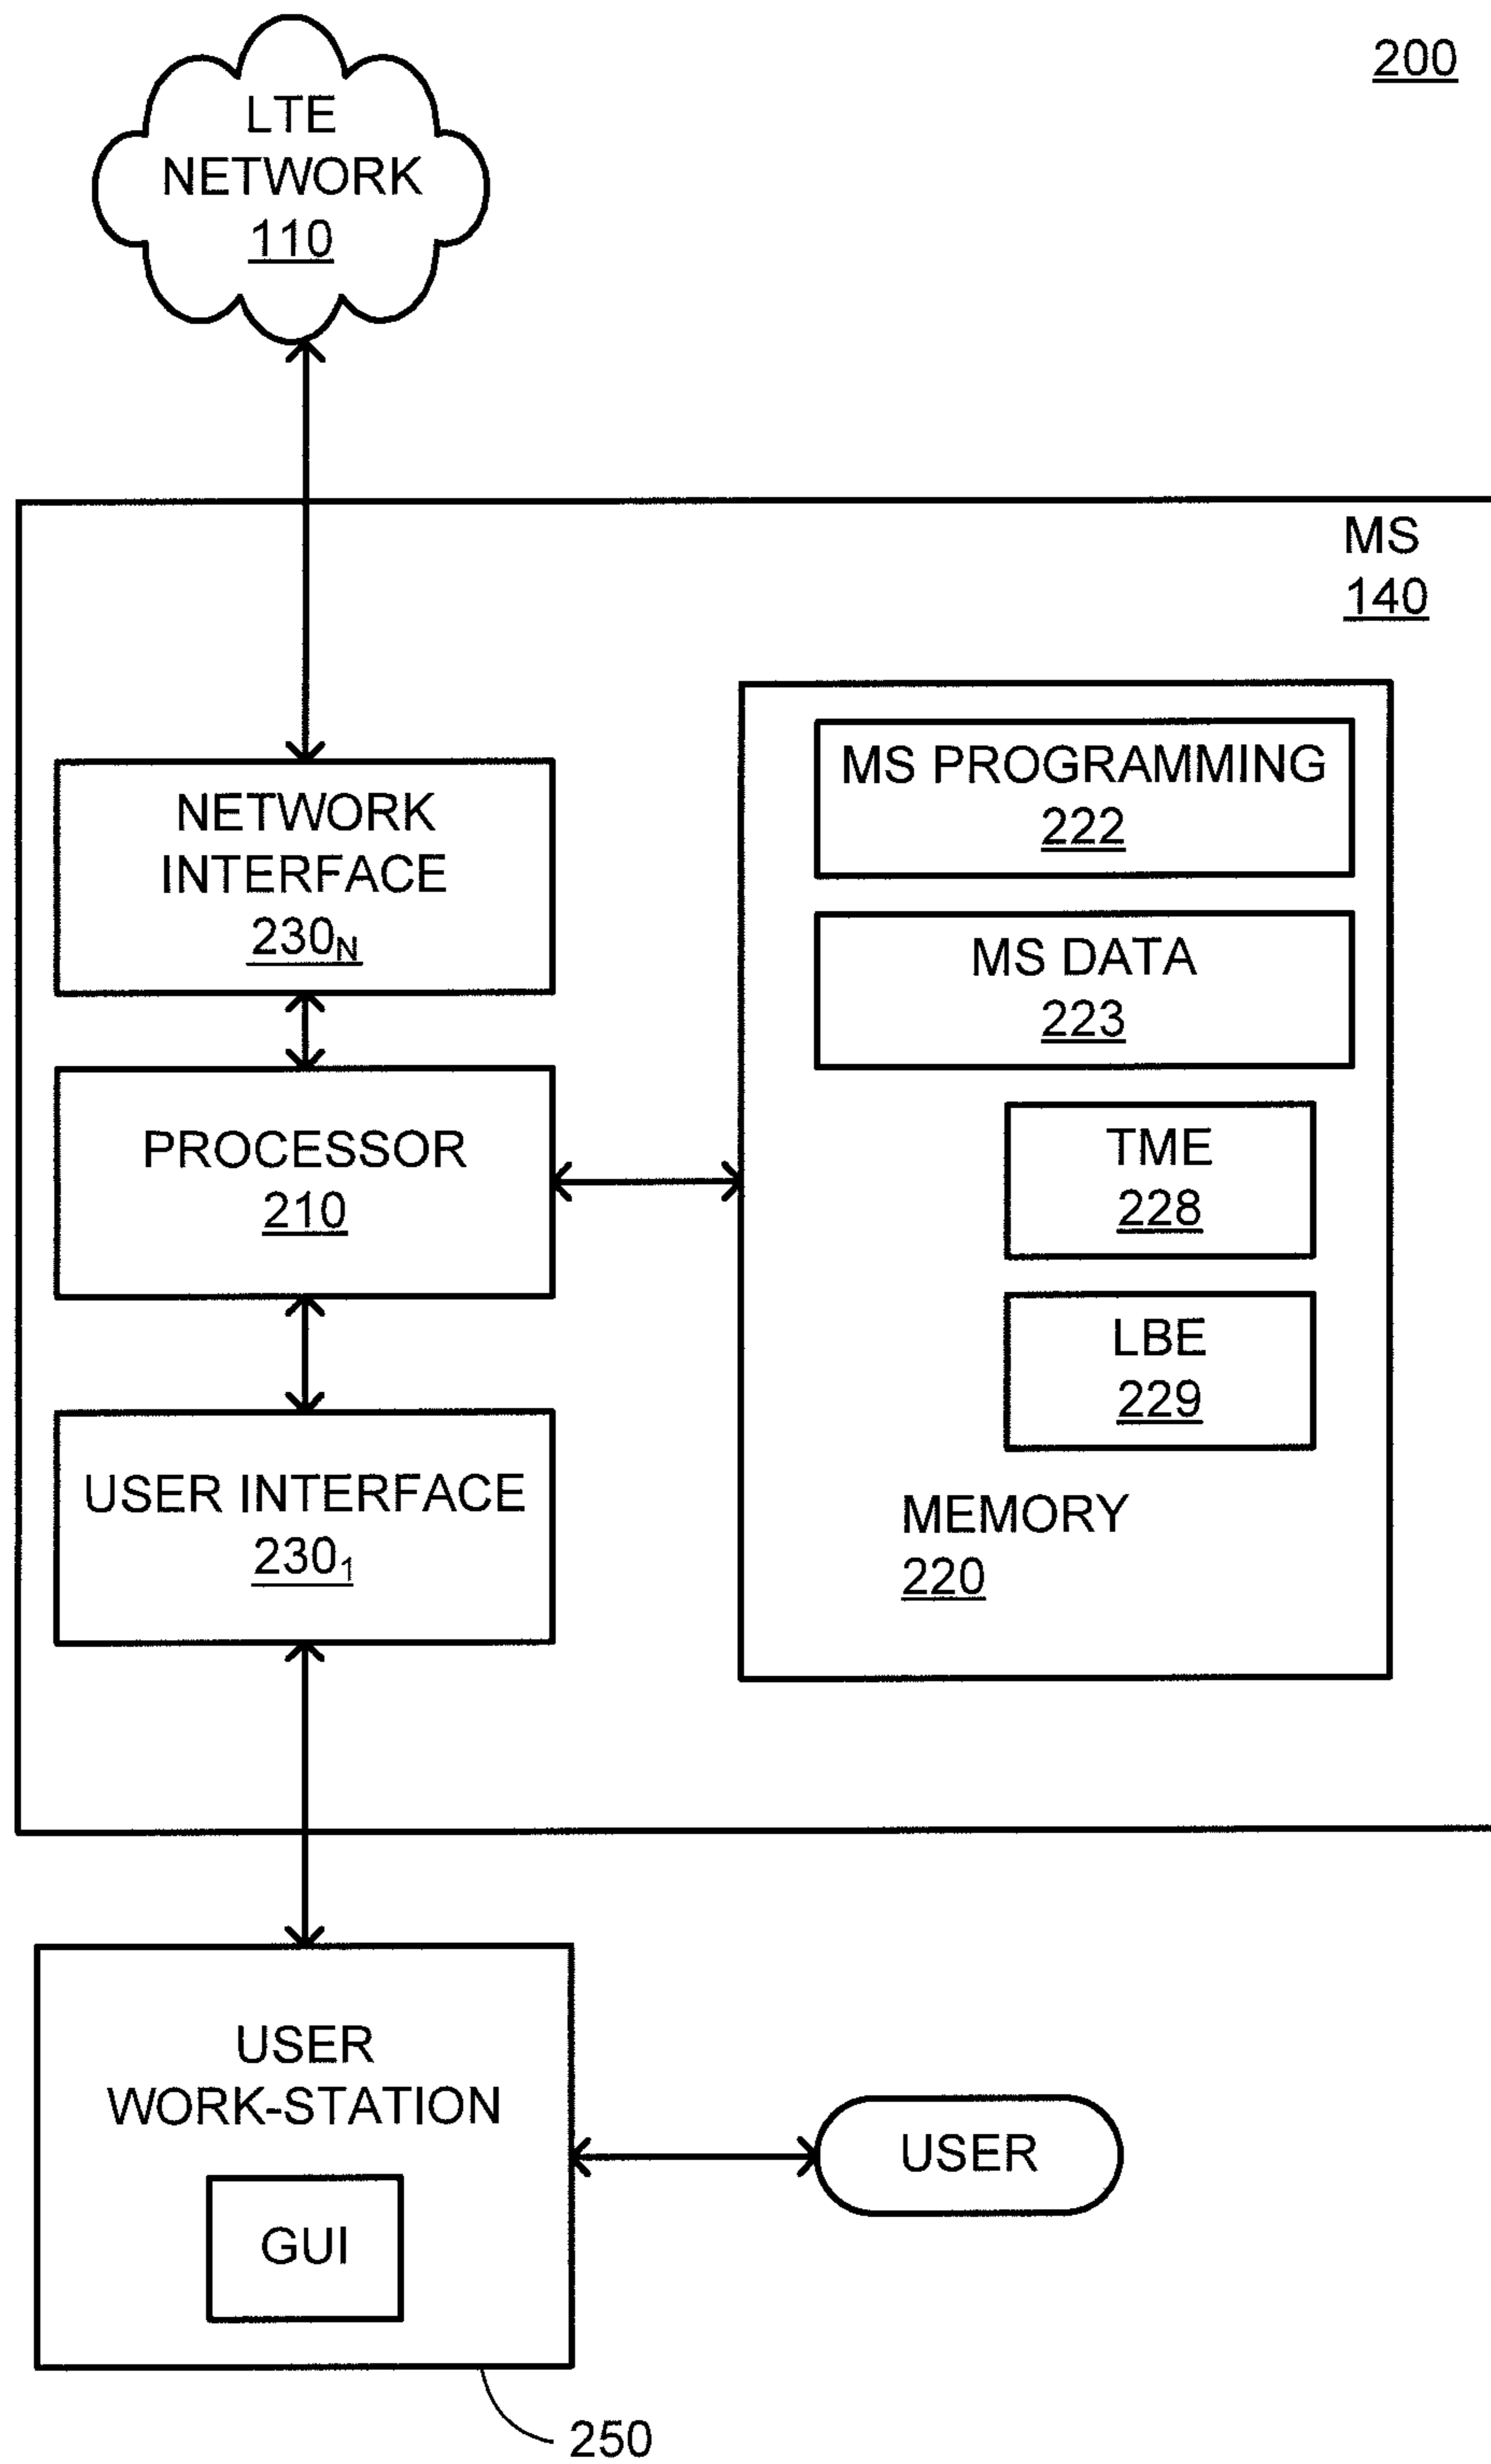 200
LTE
NETWORK
110
MS
140
NETWORK
INTERFACE
230N
PROCESSOR
210
USER INTERFACE
2301
MS PROGRAMMING
222
MS DATA
223
TME
228
LBE
229
MEMORY
220
USER
WORK-STATION
GUI
USER
250